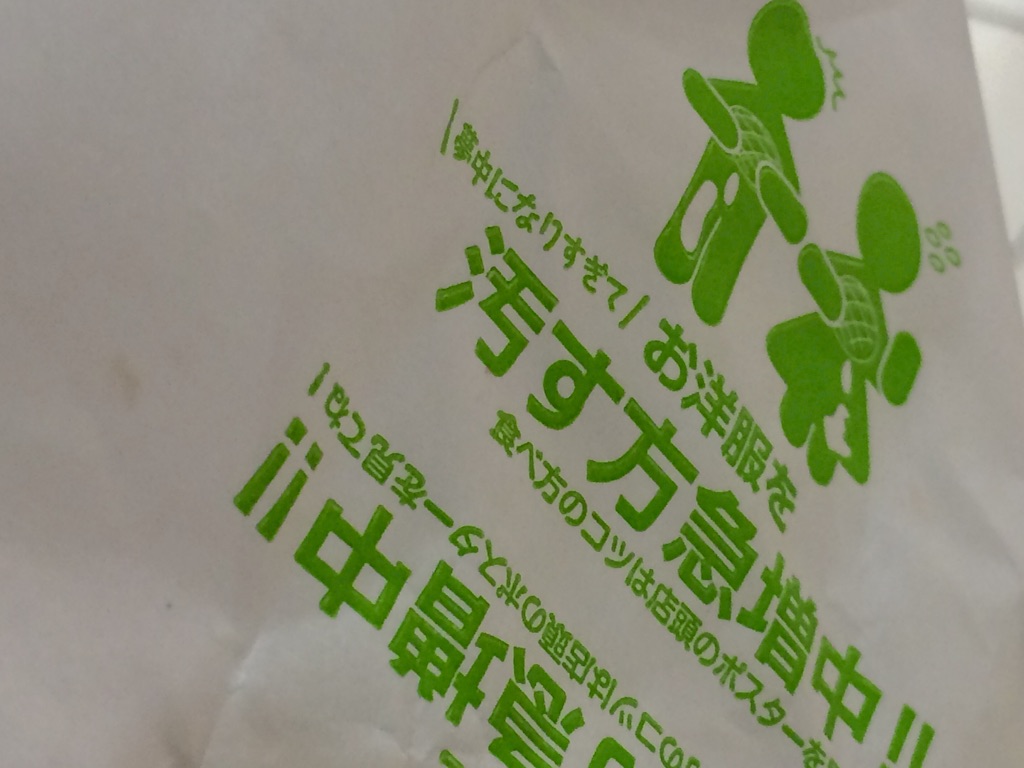 夢中になりすぎて
お洋服を
汚す方急増中!!
食べ方のコツは店頭のポスターを
急増中!!
のコツは店頭のポスターを見てね！